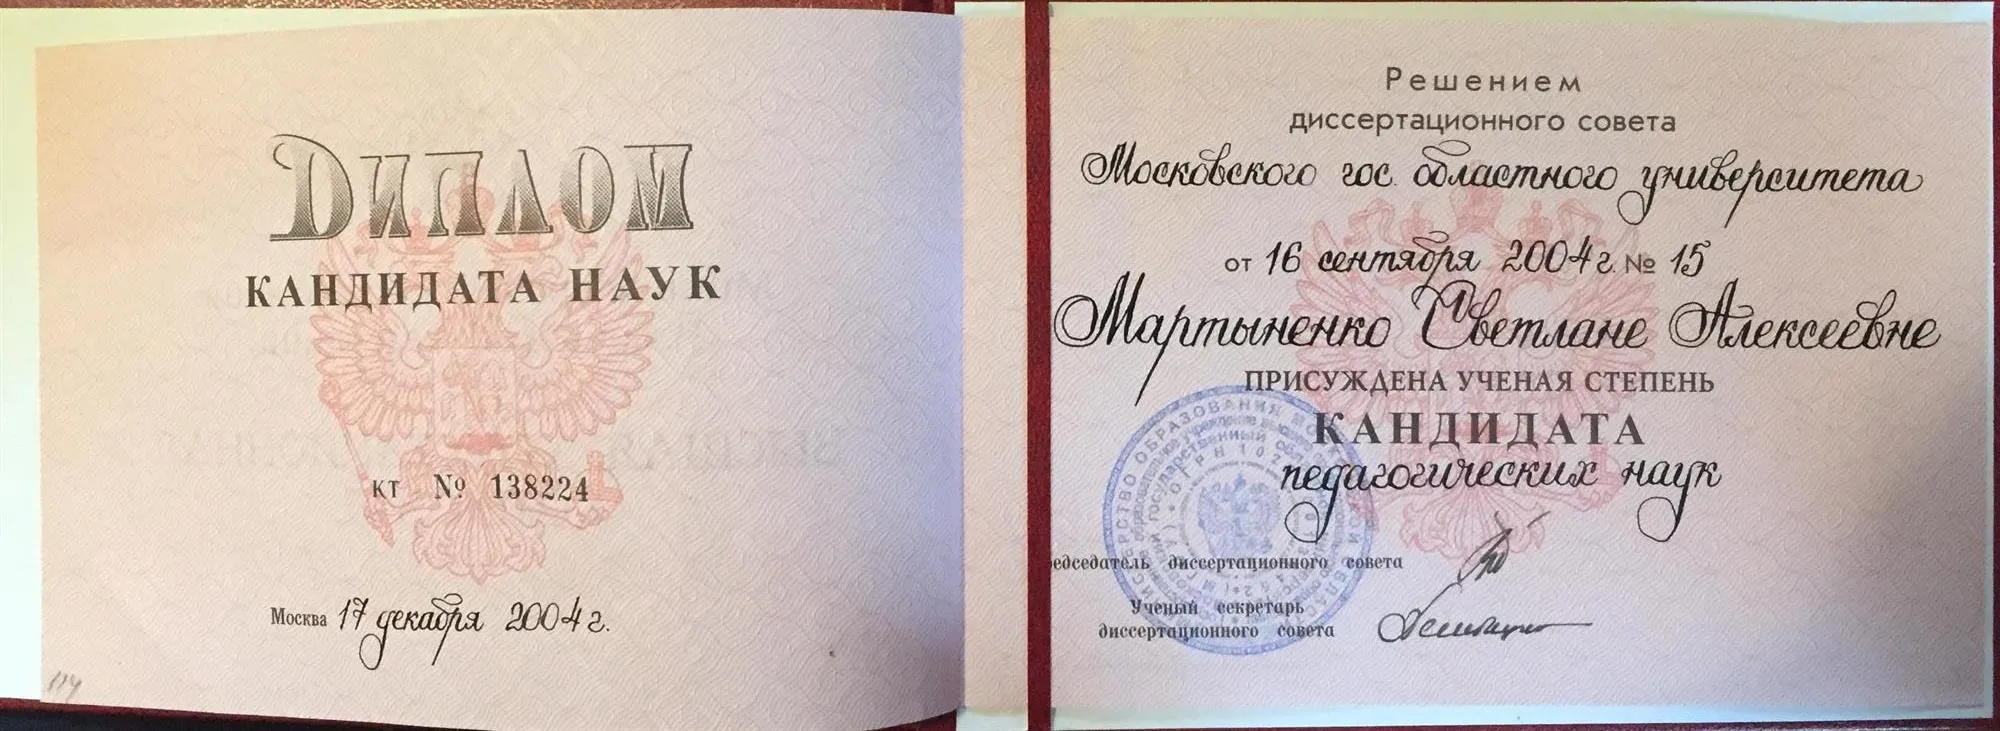 ДИПЛОМ
КАНДИДАТА НАУК
КТ № 138224
Москва 17 декабря 2004 г.
Решением
диссертационного совета
Московского гос. областного университета
от 16 сентября 2004 г. № 15
Мартыненко Светлане Алексеевне
ПРИСУЖДЕНА УЧЕНАЯ СТЕПЕНЬ
КАНДИДАТА
педагогических наук
едседатель диссертационного совета
Ученый секретарь
диссертационного совета